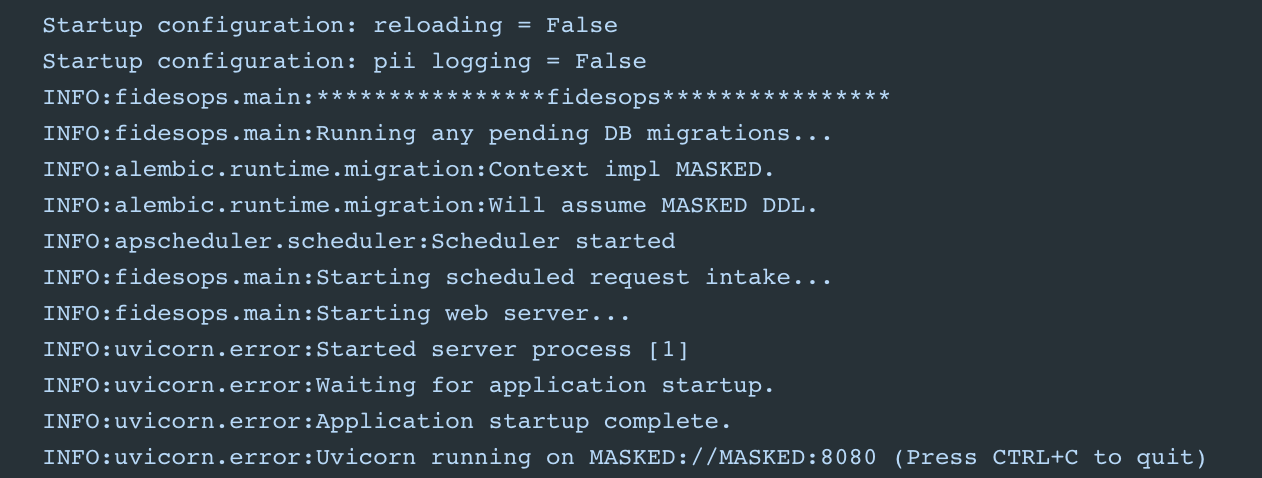 Startup configuration: reloading = False
Startup configuration: pii logging = False
INFO:fidesops.main:****************fidesops****************
INFO:fidesops.main:Running any pending DB migrations...
INFO:alembic.runtime.migration:Context impl MASKED.
INFO:alembic.runtime.migration:Will assume MASKED DDL.
INFO:apscheduler.scheduler:Scheduler started
INFO:fidesops.main:Starting scheduled request intake...
INFO:fidesops.main:Starting web server...
INFO:uvicorn.error:Started server process [1]
INFO:uvicorn.error:Waiting for application startup.
INFO:uvicorn.error:Application startup complete.
INFO:uvicorn.error:Uvicorn running on MASKED://MASKED:8080 (Press CTRL+C to quit)